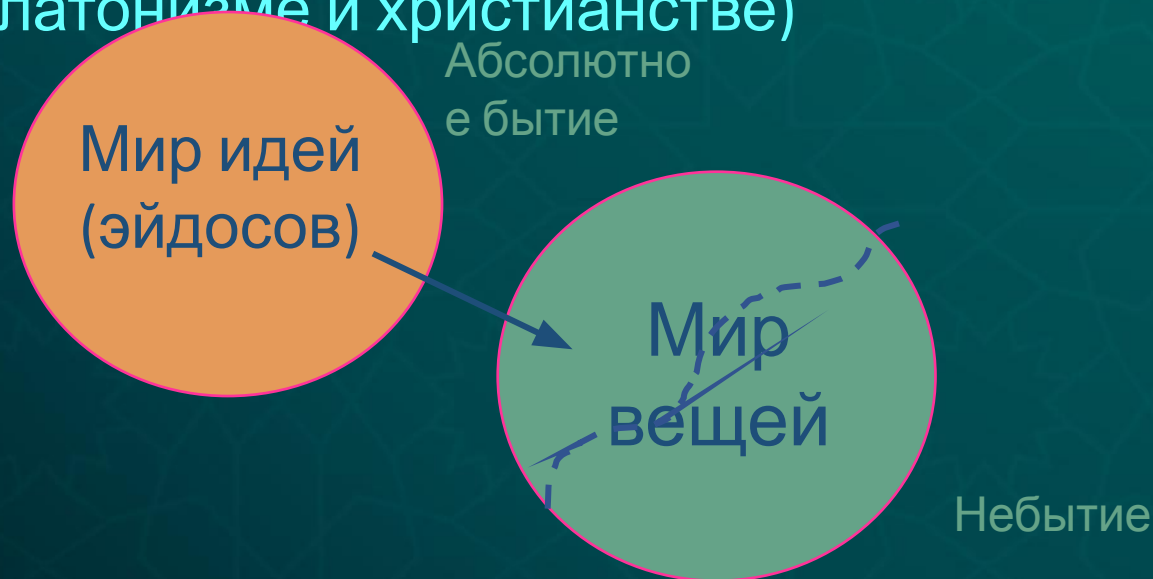 латонизме и христианстве)
Абсолютно
е бытие
Мир идей
(эйдосов)
Мир
вещей
Небытие